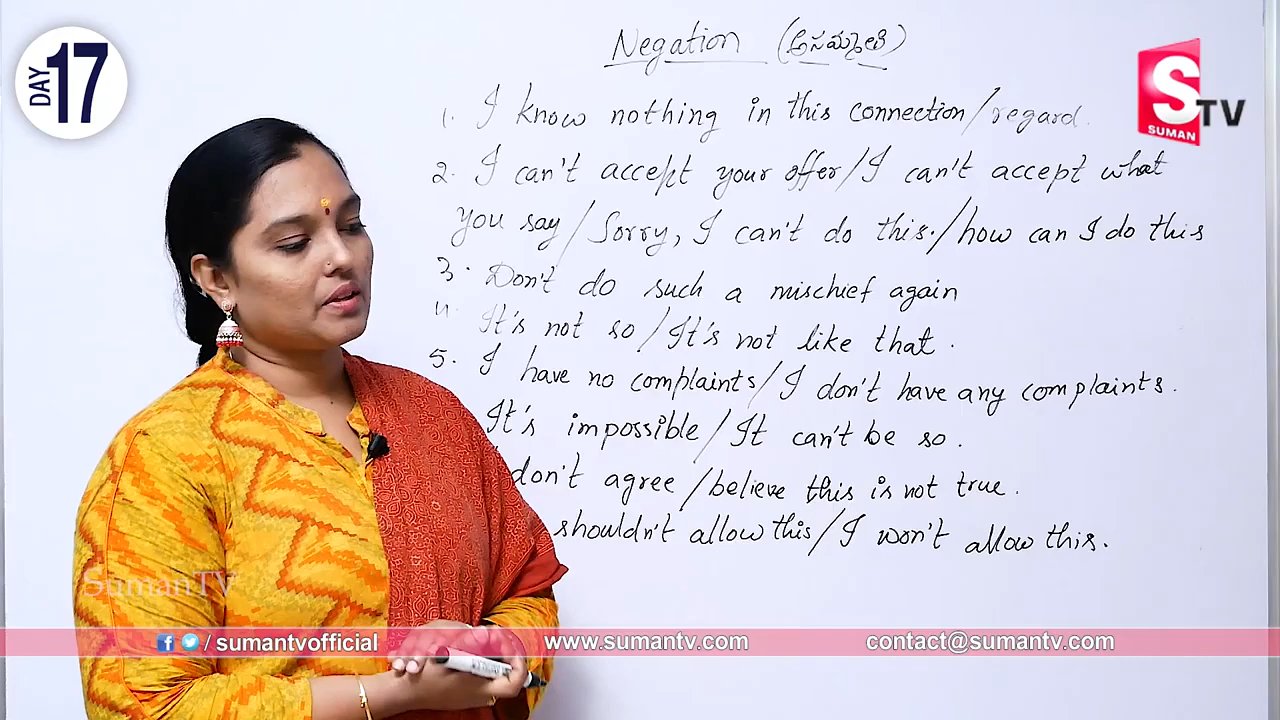 DAY 17
Negation (అసమ్మతి)
S TV
SUMAN
1. I know nothing in this connection/regard.
2. I can't accept your offer/I can't accept what
you say/Sorry, I can't do this./how can I do this
3. Don't do such a mischief again
4. It's not so/It's not like that.
5. I have no complaints/I don't have any complaints.
It's impossible/It can't be so.
don't agree/believe this is not true.
shouldn't allow this/I won't allow this.
SumanTV
/ sumantvofficial
www.sumantv.com
contact@sumantv.com